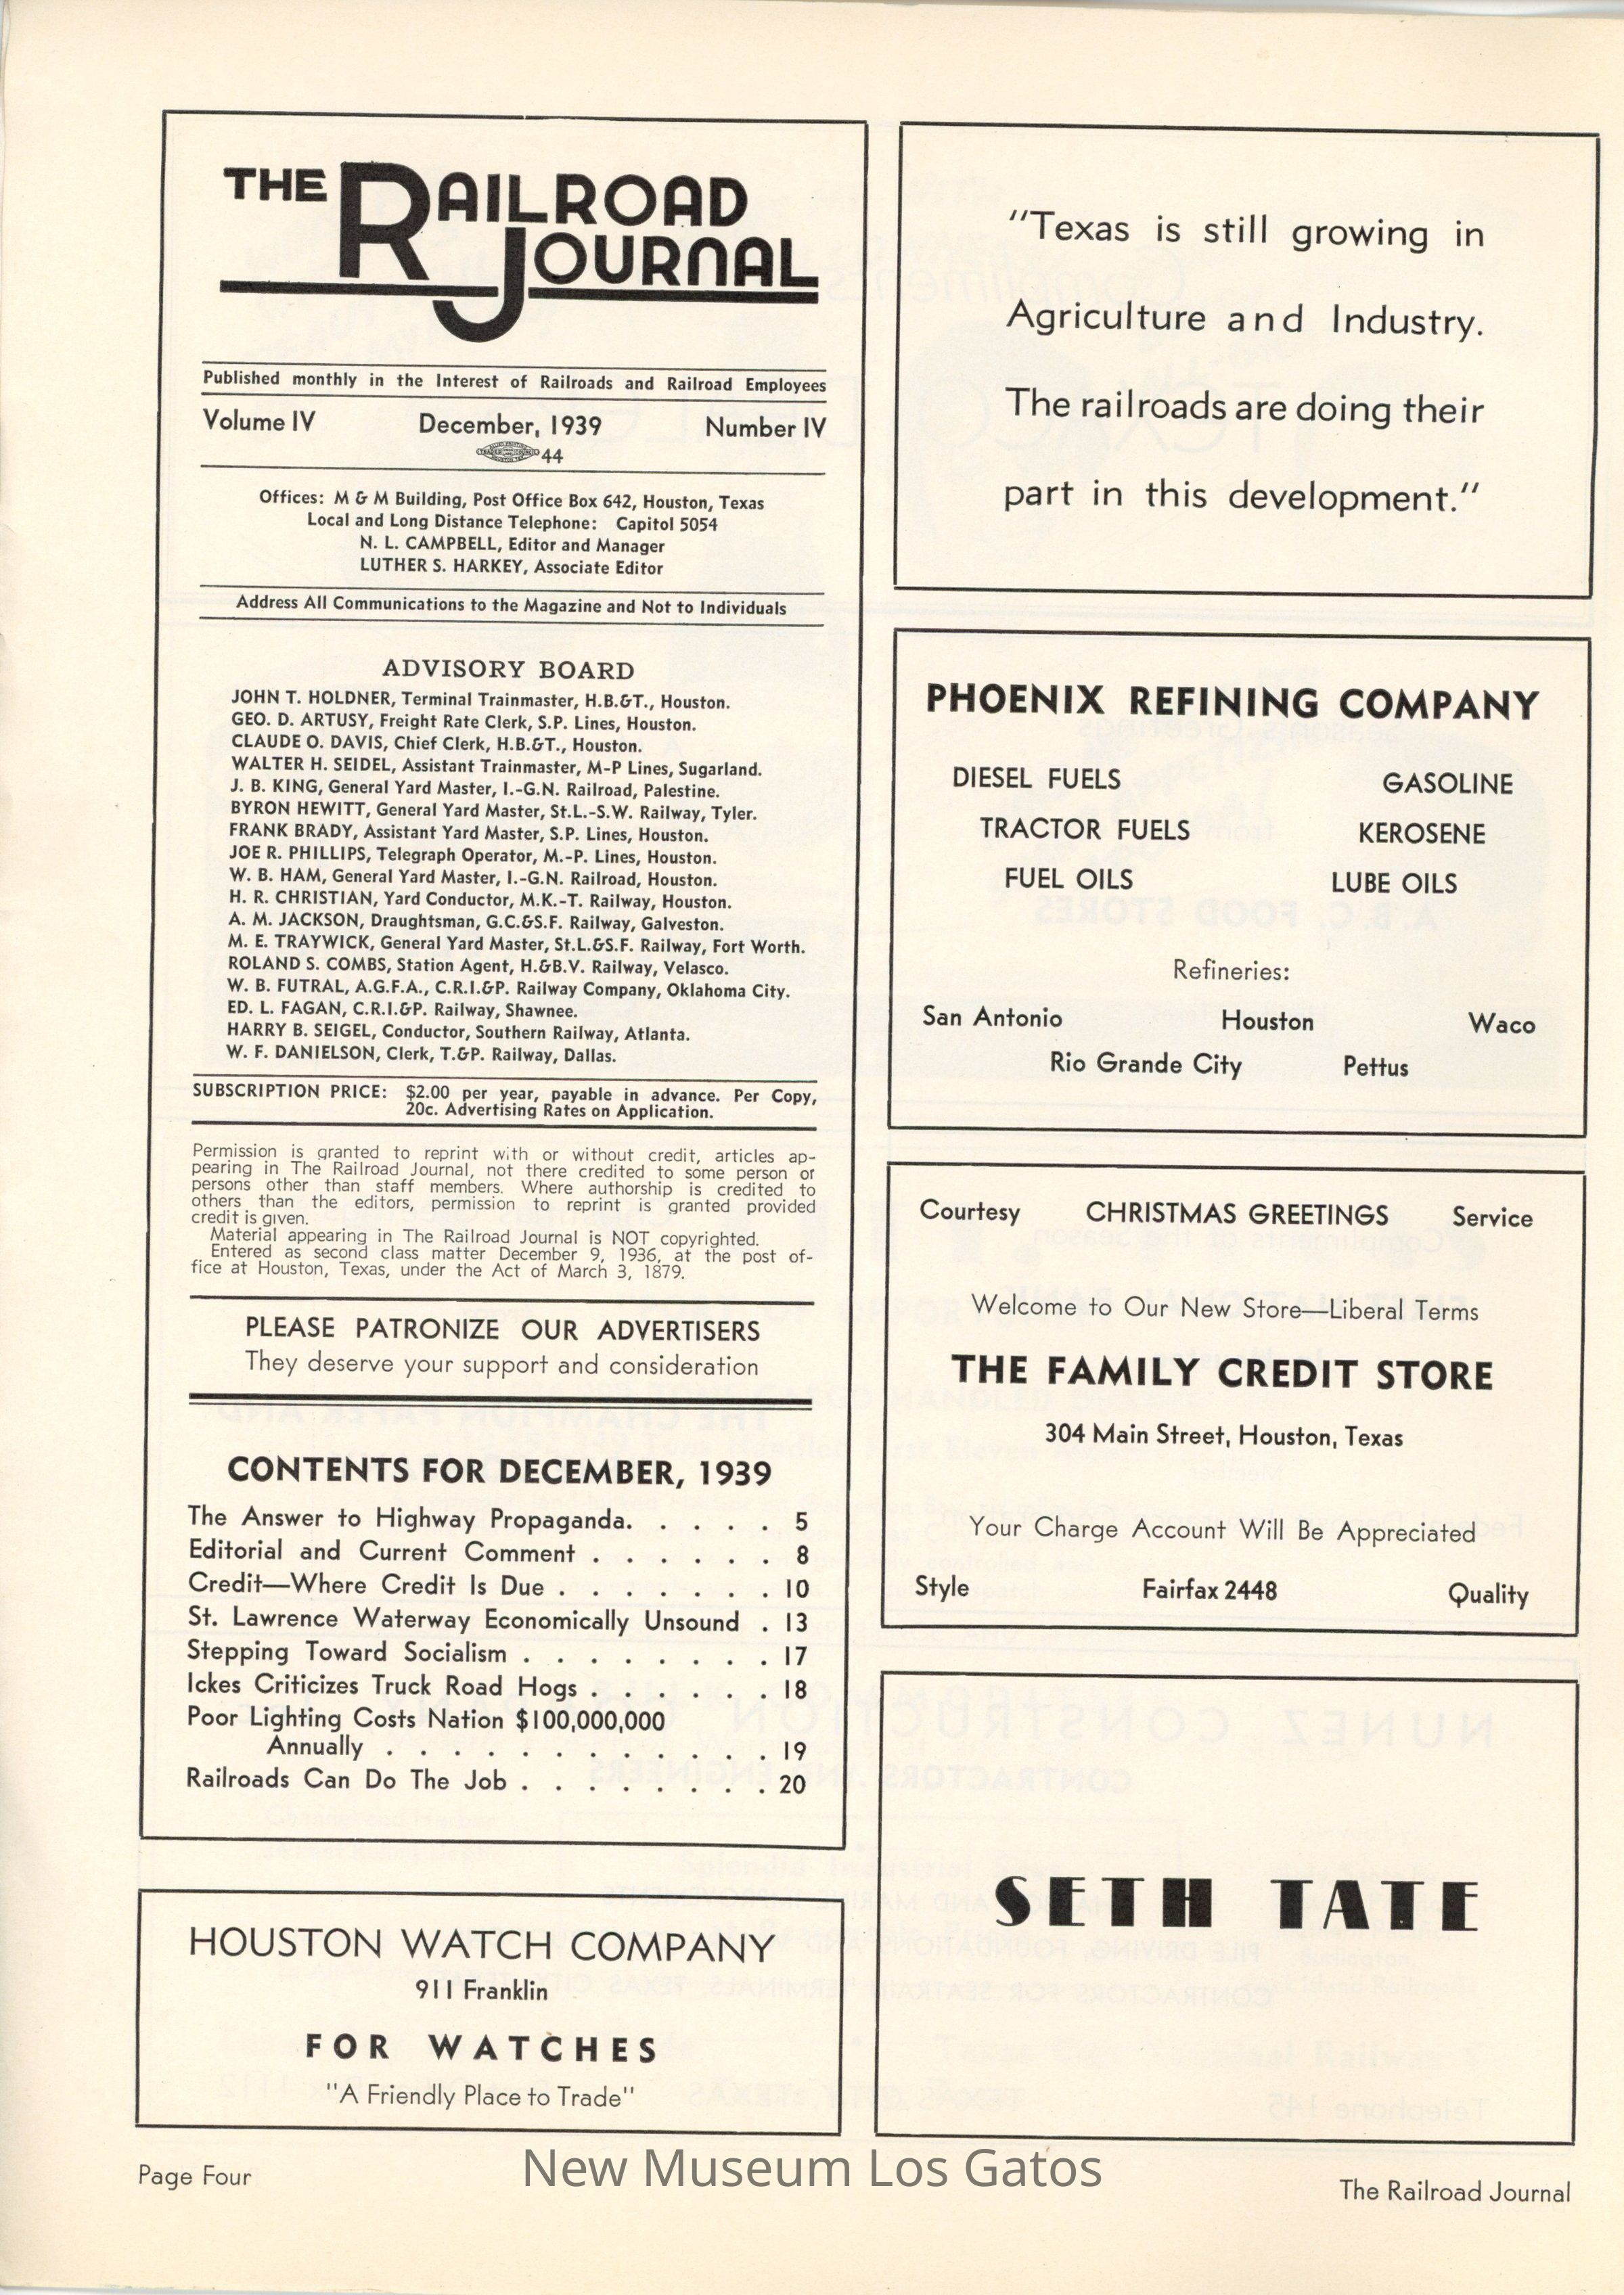 THE RAILROAD
JOURNAL
Published monthly in the Interest of Railroads and Railroad Employees
Volume IV December, 1939 Number IV
44
Offices: M & M Building, Post Office Box 642, Houston, Texas
Local and Long Distance Telephone: Capitol 5054
N. L. CAMPBELL, Editor and Manager
LUTHER S. HARKEY, Associate Editor
Address All Communications to the Magazine and Not to Individuals
ADVISORY BOARD
JOHN T. HOLDNER, Terminal Trainmaster, H.B.&T., Houston.
GEO. D. ARTUSY, Freight Rate Clerk, S.P. Lines, Houston.
CLAUDE O. DAVIS, Chief Clerk, H.B.&T., Houston.
WALTER H. SEIDEL, Assistant Trainmaster, M-P Lines, Sugarland.
J. B. KING, General Yard Master, I.-G.N. Railroad, Palestine.
BYRON HEWITT, General Yard Master, St.L.-S.W. Railway, Tyler.
FRANK BRADY, Assistant Yard Master, S.P. Lines, Houston.
JOE R. PHILLIPS, Telegraph Operator, M.-P. Lines, Houston.
W. B. HAM, General Yard Master, I.-G.N. Railroad, Houston.
H. R. CHRISTIAN, Yard Conductor, M.K.-T. Railway, Houston.
A. M. JACKSON, Draughtsman, G.C.&S.F. Railway, Galveston.
M. E. TRAYWICK, General Yard Master, St.L.&S.F. Railway, Fort Worth.
ROLAND S. COMBS, Station Agent, H.&B.V. Railway, Velasco.
W. B. FUTRAL, A.G.F.A., C.R.I.&P. Railway Company, Oklahoma City.
ED. L. FAGAN, C.R.I.&P. Railway, Shawnee.
HARRY B. SEIGEL, Conductor, Southern Railway, Atlanta.
W. F. DANIELSON, Clerk, T.&P. Railway, Dallas.
SUBSCRIPTION PRICE: $2.00 per year, payable in advance. Per Copy,
20c. Advertising Rates on Application.
Permission is granted to reprint with or without credit, articles ap-
pearing in The Railroad Journal, not there credited to some person or
persons other than staff members. Where authorship is credited to
others than the editors, permission to reprint is granted provided
credit is given.
Material appearing in The Railroad Journal is NOT copyrighted.
Entered as second class matter December 9, 1936, at the post of-
fice at Houston, Texas, under the Act of March 3, 1879.
PLEASE PATRONIZE OUR ADVERTISERS
They deserve your support and consideration
CONTENTS FOR DECEMBER, 1939
The Answer to Highway Propaganda. . . . . 5
Editorial and Current Comment . . . . . . 8
Credit—Where Credit Is Due . . . . . . . 10
St. Lawrence Waterway Economically Unsound . 13
Stepping Toward Socialism . . . . . . . . 17
Ickes Criticizes Truck Road Hogs . . . . . . 18
Poor Lighting Costs Nation $100,000,000
Annually . . . . . . . . . . . . 19
Railroads Can Do The Job . . . . . . . . 20
HOUSTON WATCH COMPANY
911 Franklin
FOR WATCHES
"A Friendly Place to Trade"
"Texas is still growing in
Agriculture and Industry.
The railroads are doing their
part in this development."
PHOENIX REFINING COMPANY
DIESEL FUELS GASOLINE
TRACTOR FUELS KEROSENE
FUEL OILS LUBE OILS
Refineries:
San Antonio Houston Waco
Rio Grande City Pettus
Courtesy CHRISTMAS GREETINGS Service
Welcome to Our New Store—Liberal Terms
THE FAMILY CREDIT STORE
304 Main Street, Houston, Texas
Your Charge Account Will Be Appreciated
Style Fairfax 2448 Quality
SETH TATE
Page Four
New Museum Los Gatos
The Railroad Journal